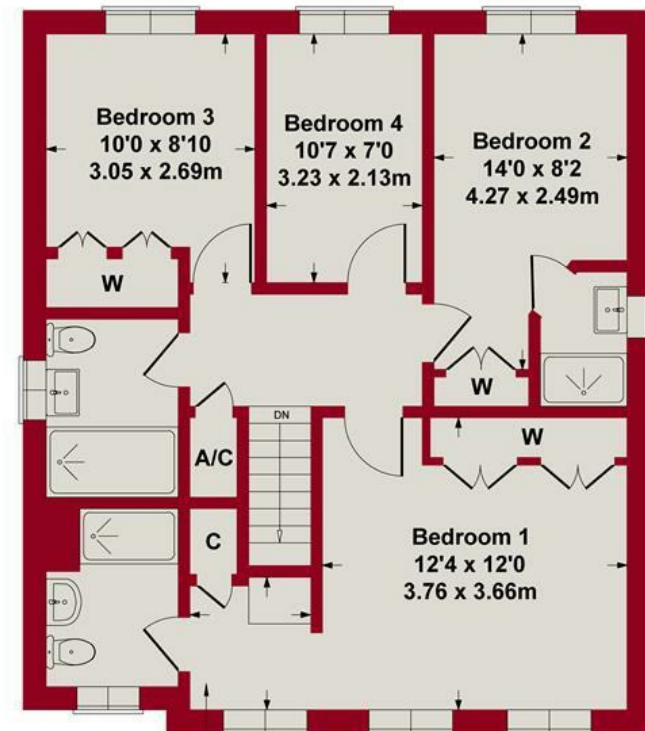 Bedroom 3
10'0 x 8'10
3.05 x 2.69m
Bedroom 4
10'7 x 7'0
3.23 x 2.13m
Bedroom 2
14'0 x 8'2
4.27 x 2.49m
W
W
DN
W
A/C
C
Bedroom 1
12'4 x 12'0
3.76 x 3.66m